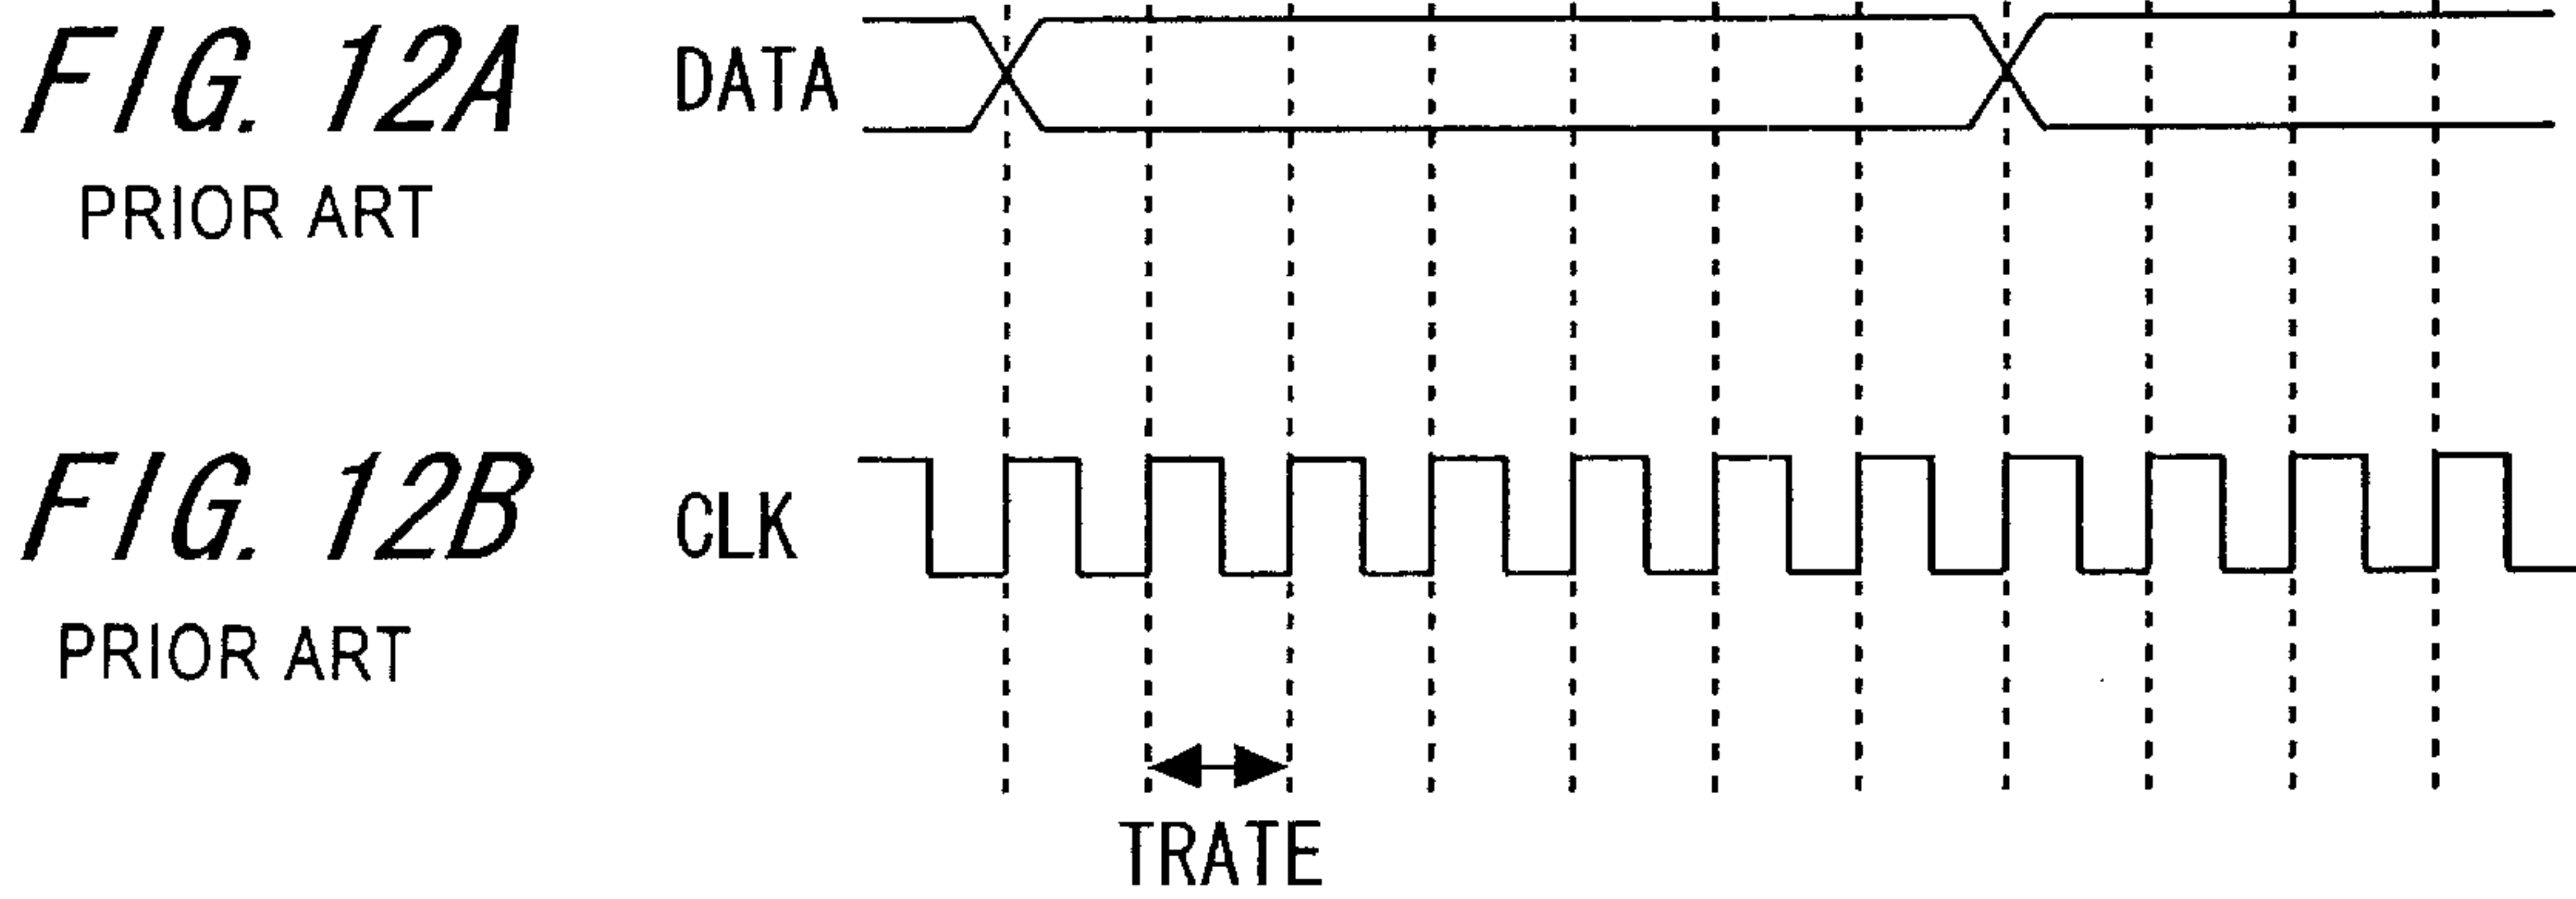 FIG. 12A
DATA
PRIOR ART
FIG. 12B
CLK
PRIOR ART
TRATE